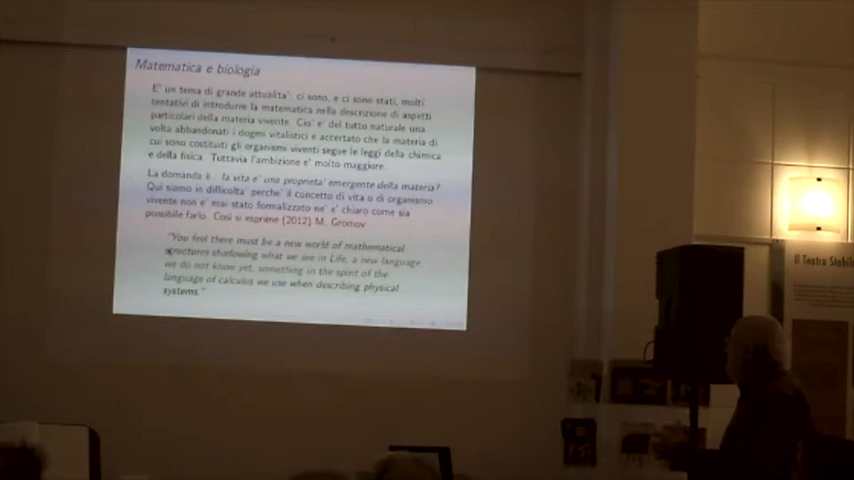 Matematica e biologia
E' un tema di grande attualita': ci sono, e ci sono stati, molti
tentativi di introdurre la matematica nella descrizione di aspetti
particolari della materia vivente. Cio' e' del tutto naturale una
volta abbandonati i dogmi vitalistici e accertato che la materia di
cui sono costituiti gli organismi viventi segue le leggi della chimica
e della fisica. Tuttavia l'ambizione e' molto maggiore.
La domanda è : la vita e' una proprieta' emergente della materia?
Qui siamo in difficolta' perche' il concetto di vita o di organismo
vivente non e' mai stato formalizzato ne' e' chiaro come sia
possibile farlo. Così si esprime (2012) M. Gromov
"You feel there must be a new world of mathematical
structures shadowing what we see in Life, a new language
we do not know yet, something in the spirit of the
language of calculus we use when describing physical
systems."
Il Teatro Stabil